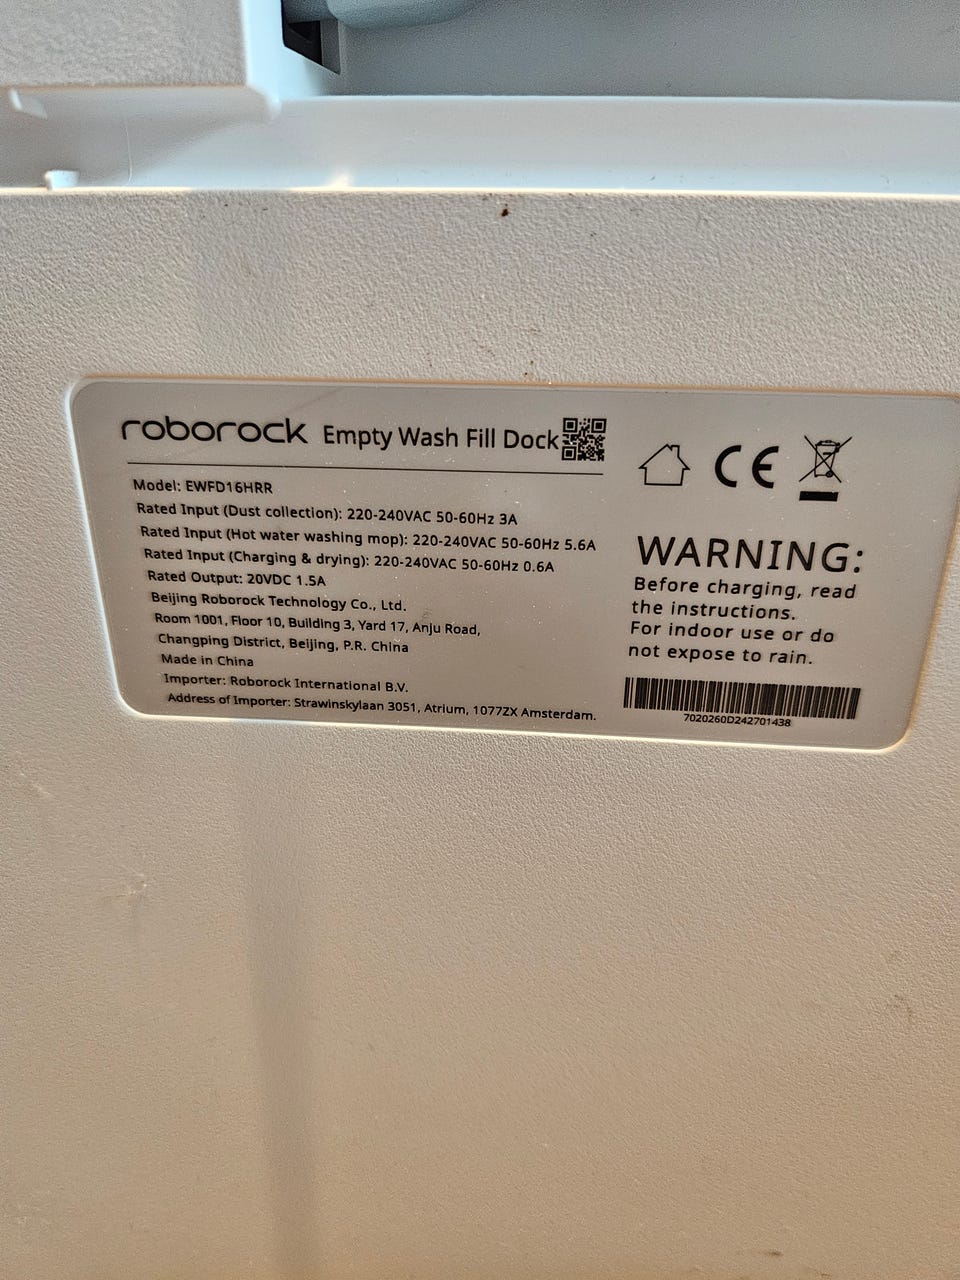 roborock Empty Wash Fill Dock
Model: EWFD16HRR
Rated Input (Dust collection): 220-240VAC 50-60Hz 3A
Rated Input (Hot water washing mop): 220-240VAC 50-60Hz 5.6A
Rated Input (Charging & drying): 220-240VAC 50-60Hz 0.6A
Rated Output: 20VDC 1.5A
Beijing Roborock Technology Co., Ltd.
Room 1001, Floor 10, Building 3, Yard 17, Anju Road,
Changping District, Beijing, P.R. China
Made in China
Importer: Roborock International B.V.
Address of Importer: Strawinskylaan 3051, Atrium, 1077ZX Amsterdam.
CE
WARNING:
Before charging, read
the instructions.
For indoor use or do
not expose to rain.
7020260D242701438